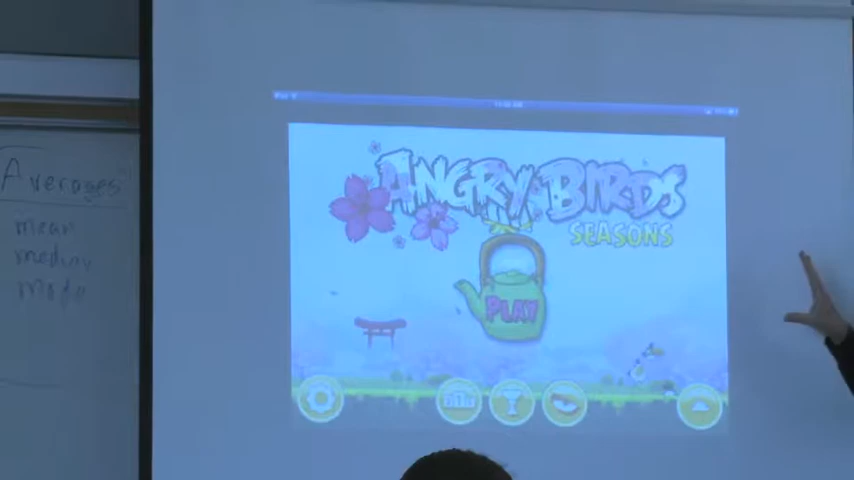 Averages
mean
median
mode
ANGRY BIRDS
SEASONS
PLAY